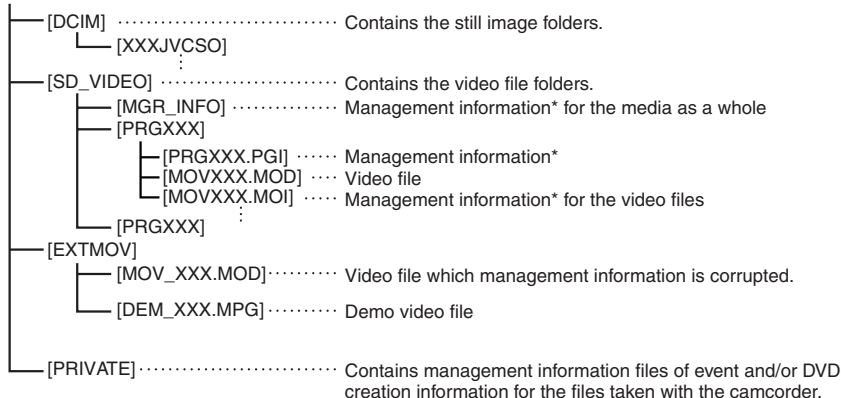 [DCIM] Contains the still image folders.
[XXXJVCSO]
[SD_VIDEO] Contains the video file folders.
[MGR_INFO] Management information* for the media as a whole
[PRGXXX]
[PRGXXX.PGI] Management information*
[MOVXXX.MOD] Video file
[MOVXXX.MOI] Management information* for the video files
[PRGXXX]
[EXTMOV]
[MOV_XXX.MOD] Video file which management information is corrupted.
[DEM_XXX.MPG] Demo video file
[PRIVATE] Contains management information files of event and/or DVD
creation information for the files taken with the camcorder.